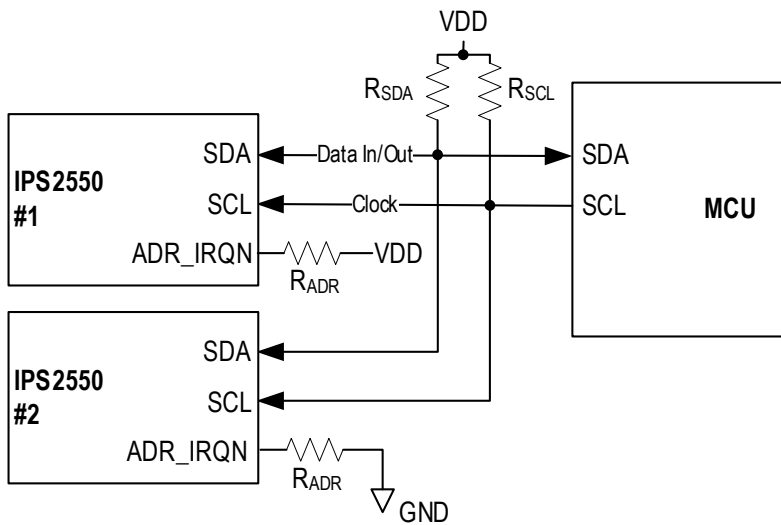 VDD
RSDA
RSCL
SDA
Data In/Out
SDA
IPS2550
#1
SCL
Clock
SCL
MCU
ADR_IRQN
VDD
RADR
SDA
IPS2550
#2
SCL
ADR_IRQN
RADR
GND